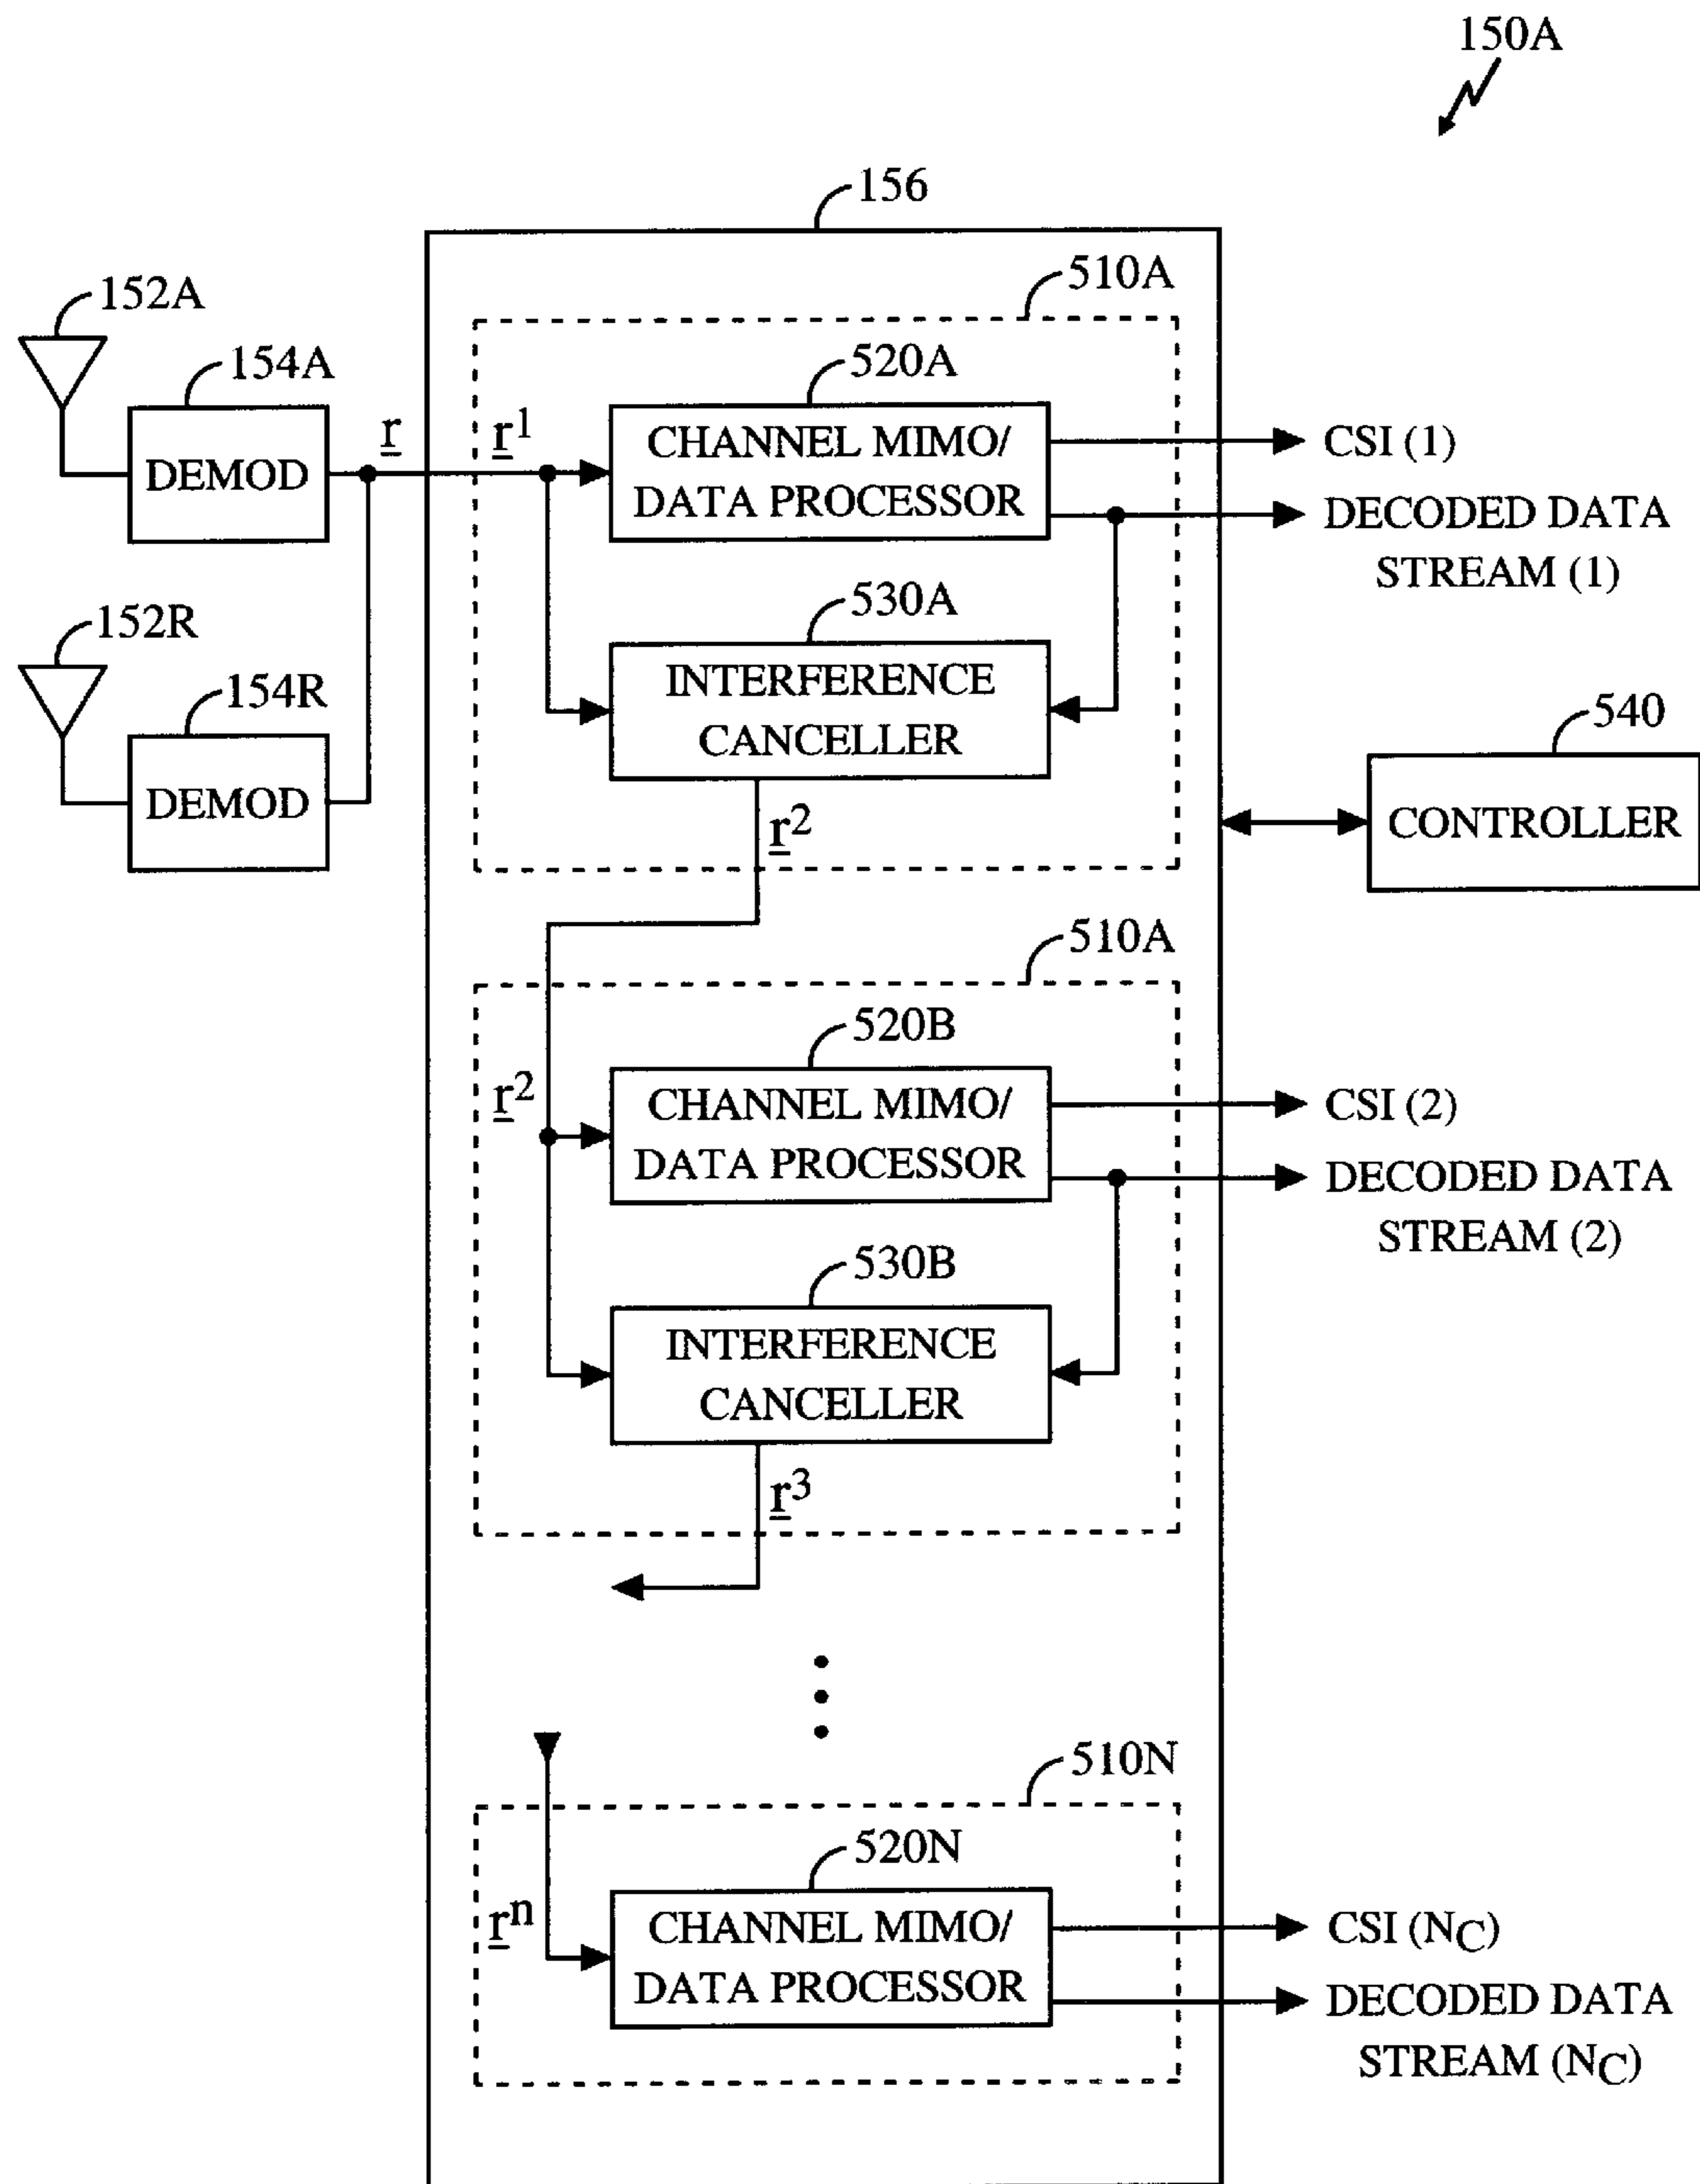 150A
156
510A
152A
154A
520A
DEMOD
r
r¹
CHANNEL MIMO/
DATA PROCESSOR
CSI (1)
DECODED DATA
STREAM (1)
152R
154R
DEMOD
530A
INTERFERENCE
CANCELLER
r²
540
CONTROLLER
510A
520B
r²
CHANNEL MIMO/
DATA PROCESSOR
CSI (2)
DECODED DATA
STREAM (2)
530B
INTERFERENCE
CANCELLER
r³
510N
520N
rⁿ
CHANNEL MIMO/
DATA PROCESSOR
CSI (NC)
DECODED DATA
STREAM (NC)